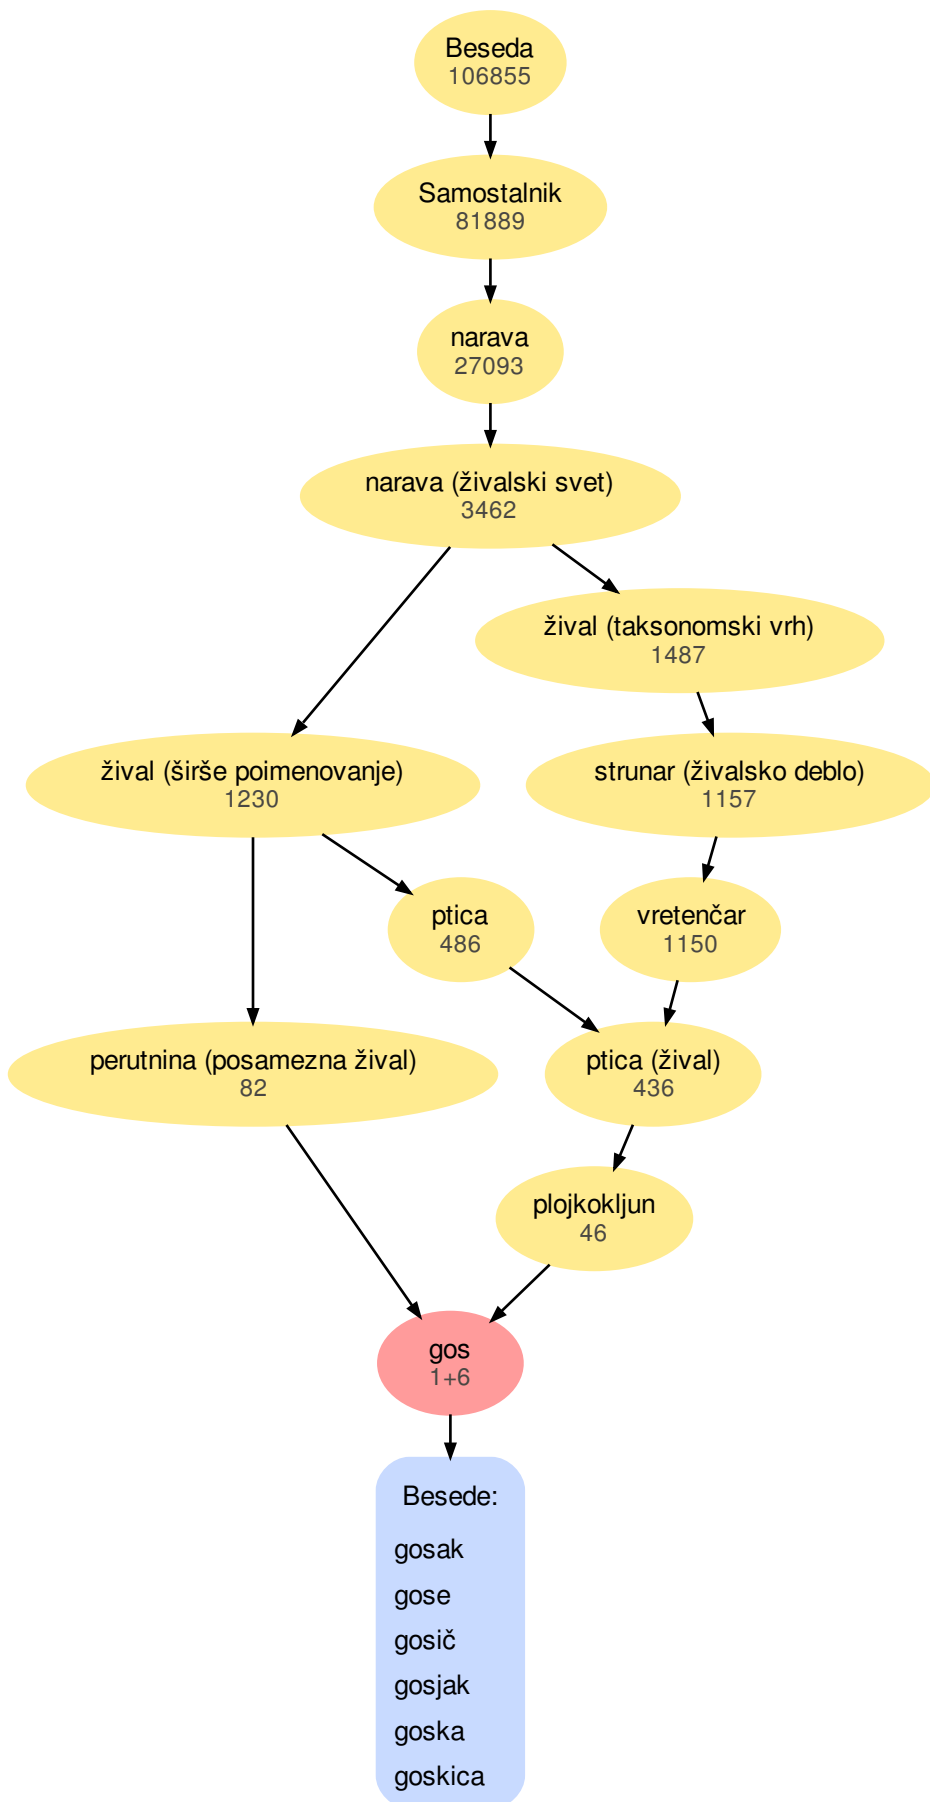 Beseda
106855
Samostalnik
81889
narava
27093
narava (živalski svet)
3462
žival (taksonomski vrh)
1487
žival (širše poimenovanje)
1230
strunar (živalsko deblo)
1157
ptica
486
vretenčar
1150
perutnina (posamezna žival)
82
ptica (žival)
436
plojkokljun
46
gos
1+6
Besede:
gosak
gose
gosič
gosjak
goska
goskica